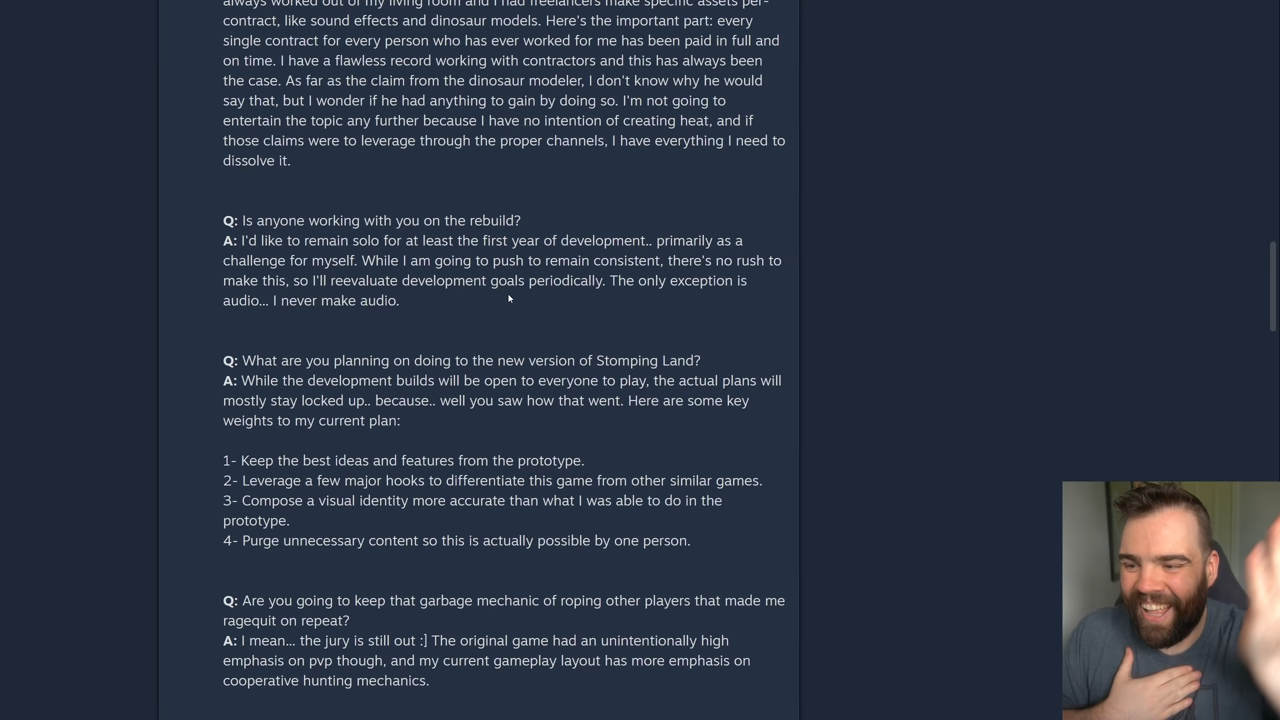 always worked out of my living room and I had freelancers make specific assets per-
contract, like sound effects and dinosaur models. Here's the important part: every
single contract for every person who has ever worked for me has been paid in full and
on time. I have a flawless record working with contractors and this has always been
the case. As far as the claim from the dinosaur modeler, I don't know why he would
say that, but I wonder if he had anything to gain by doing so. I'm not going to
entertain the topic any further because I have no intention of creating heat, and if
those claims were to leverage through the proper channels, I have everything I need to
dissolve it.
Q: Is anyone working with you on the rebuild?
A: I'd like to remain solo for at least the first year of development.. primarily as a
challenge for myself. While I am going to push to remain consistent, there's no rush to
make this, so I'll reevaluate development goals periodically. The only exception is
audio... I never make audio.
Q: What are you planning on doing to the new version of Stomping Land?
A: While the development builds will be open to everyone to play, the actual plans will
mostly stay locked up.. because.. well you saw how that went. Here are some key
weights to my current plan:
1- Keep the best ideas and features from the prototype.
2- Leverage a few major hooks to differentiate this game from other similar games.
3- Compose a visual identity more accurate than what I was able to do in the
prototype.
4- Purge unnecessary content so this is actually possible by one person.
Q: Are you going to keep that garbage mechanic of roping other players that made me
ragequit on repeat?
A: I mean... the jury is still out :] The original game had an unintentionally high
emphasis on pvp though, and my current gameplay layout has more emphasis on
cooperative hunting mechanics.